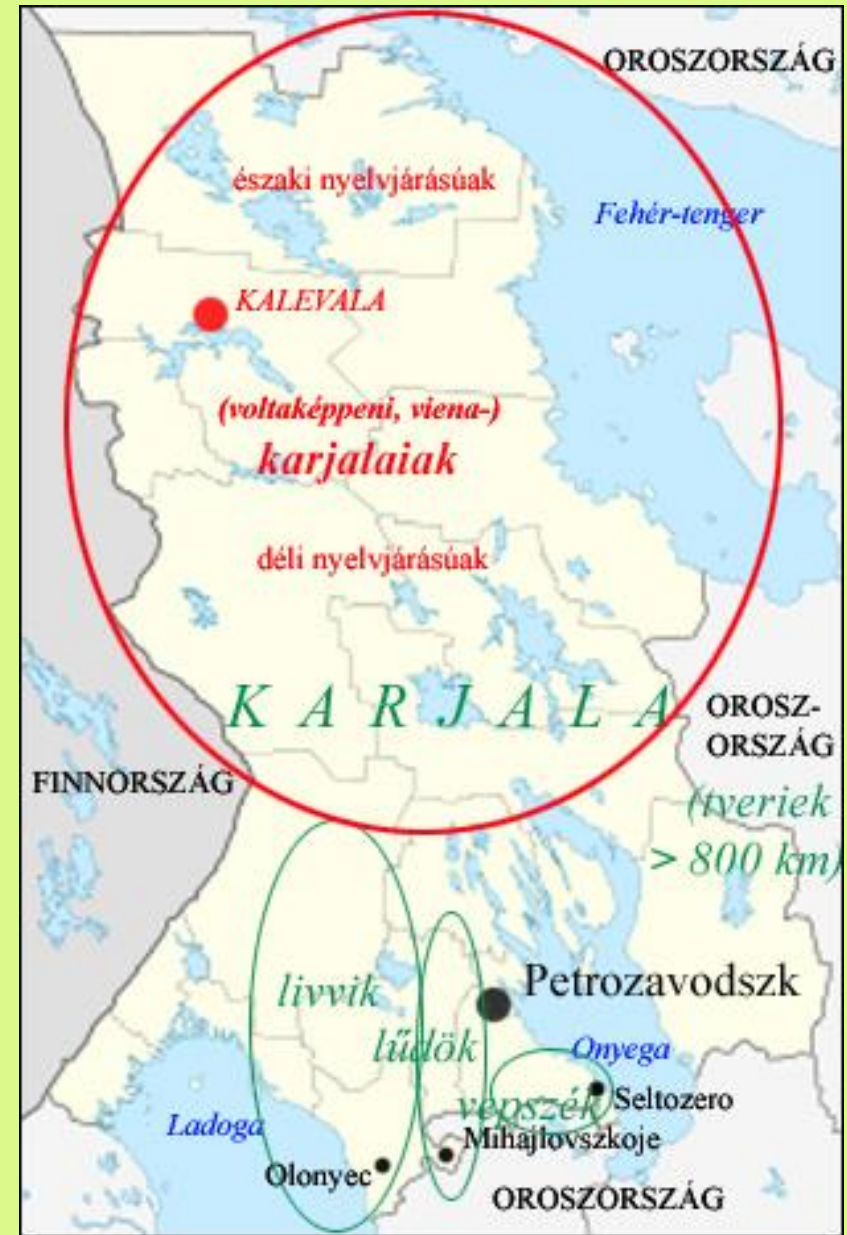 OROSZORSZÁG
északi nyelvjárásúak
Fehér-tenger
KALEVALA
(voltaképpeni, viena-)
karjalaiak
déli nyelvjárásúak
K A R J A L A
OROSZ-
ORSZÁG
FINNORSZÁG
(tveriek
> 800 km)
livvik
Petrozavodszk
lűdök
Onyega
vepszék
Seltozero
Ladoga
Mihajlovszkoje
Olonyec
OROSZORSZÁG